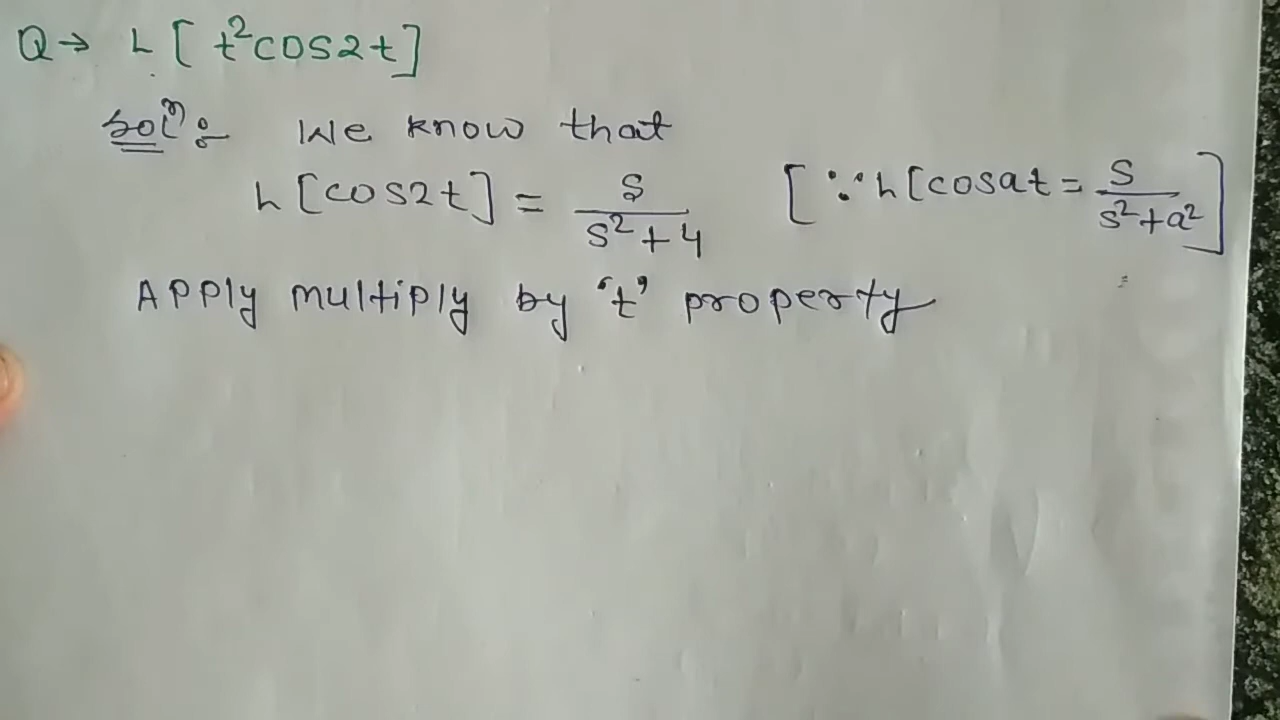 Q→ L[t²cos2t]
Solⁿ: We know that
L[cos2t] = s/s²+4 [∵ L[cosat = s/s²+a²]
Apply multiply by 't' property